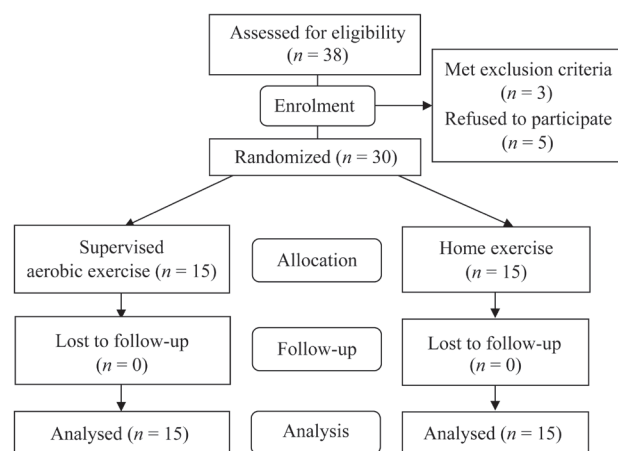 Assessed for eligibility
(n = 38)
Met exclusion criteria
(n = 3)
Refused to participate
(n = 5)
Enrolment
Randomized (n = 30)
Supervised
aerobic exercise (n = 15)
Allocation
Home exercise
(n = 15)
Lost to follow-up
(n = 0)
Follow-up
Lost to follow-up
(n = 0)
Analysed (n = 15)
Analysis
Analysed (n = 15)